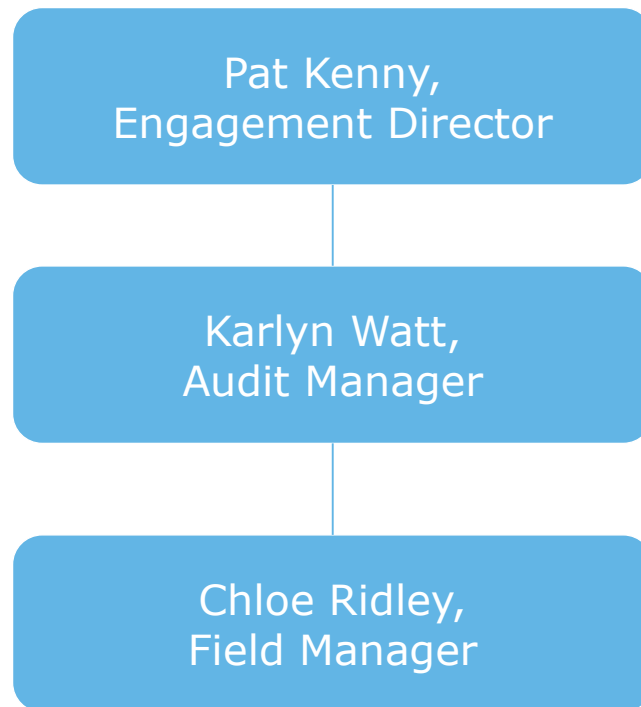 Pat Kenny,
Engagement Director
Karlyn Watt,
Audit Manager
Chloe Ridley,
Field Manager